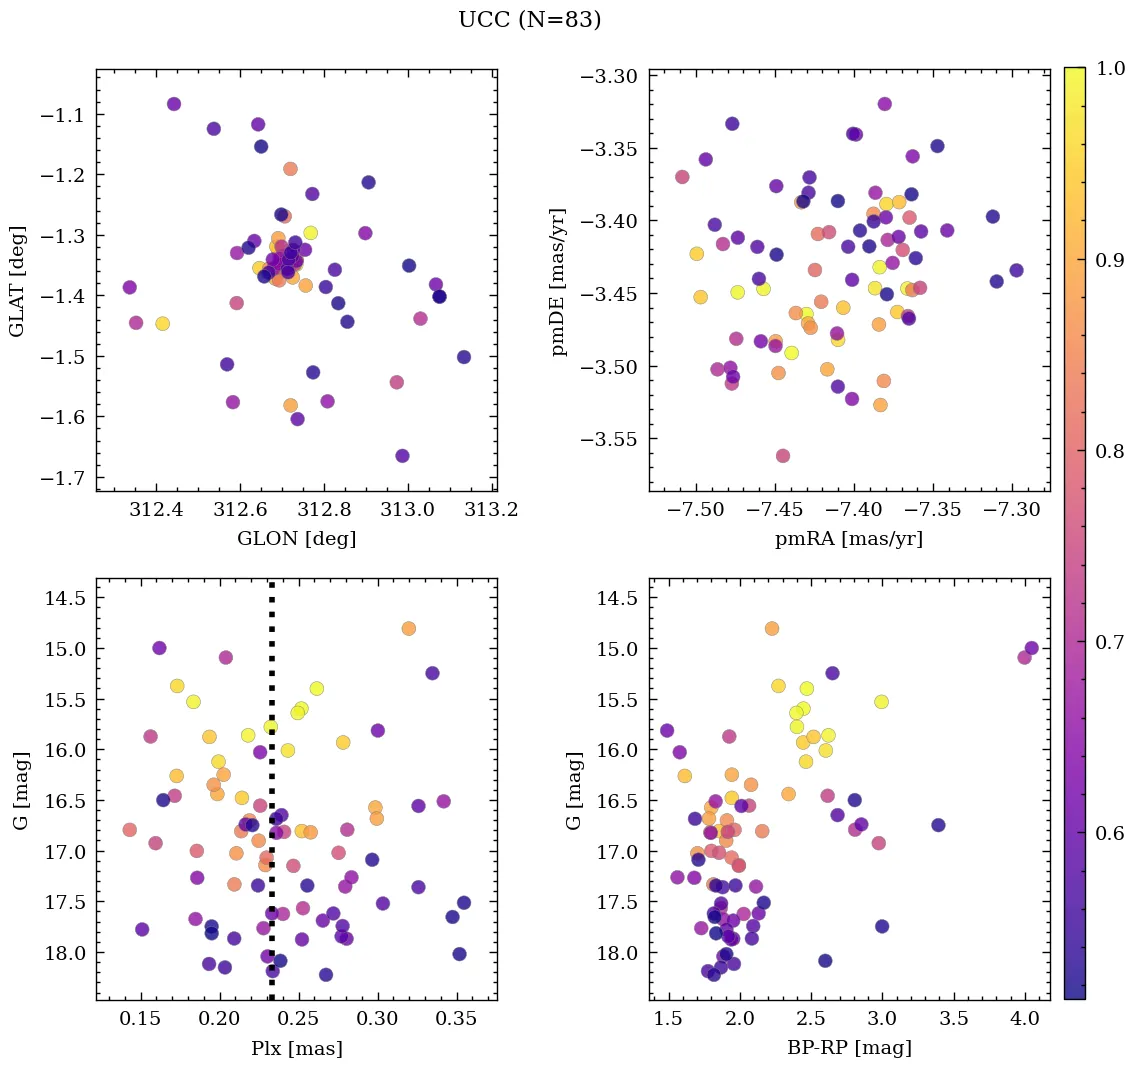 UCC (N=83)
−1.1
−1.2
−1.3
−1.4
−1.5
−1.6
−1.7
GLAT [deg]
312.4 312.6 312.8 313.0 313.2
GLON [deg]
−3.30
−3.35
−3.40
−3.45
−3.50
−3.55
pmDE [mas/yr]
−7.50 −7.45 −7.40 −7.35 −7.30
pmRA [mas/yr]
1.0
0.9
0.8
0.7
0.6
14.5
15.0
15.5
16.0
16.5
17.0
17.5
18.0
G [mag]
0.15 0.20 0.25 0.30 0.35
Plx [mas]
14.5
15.0
15.5
16.0
16.5
17.0
17.5
18.0
G [mag]
1.5 2.0 2.5 3.0 3.5 4.0
BP-RP [mag]